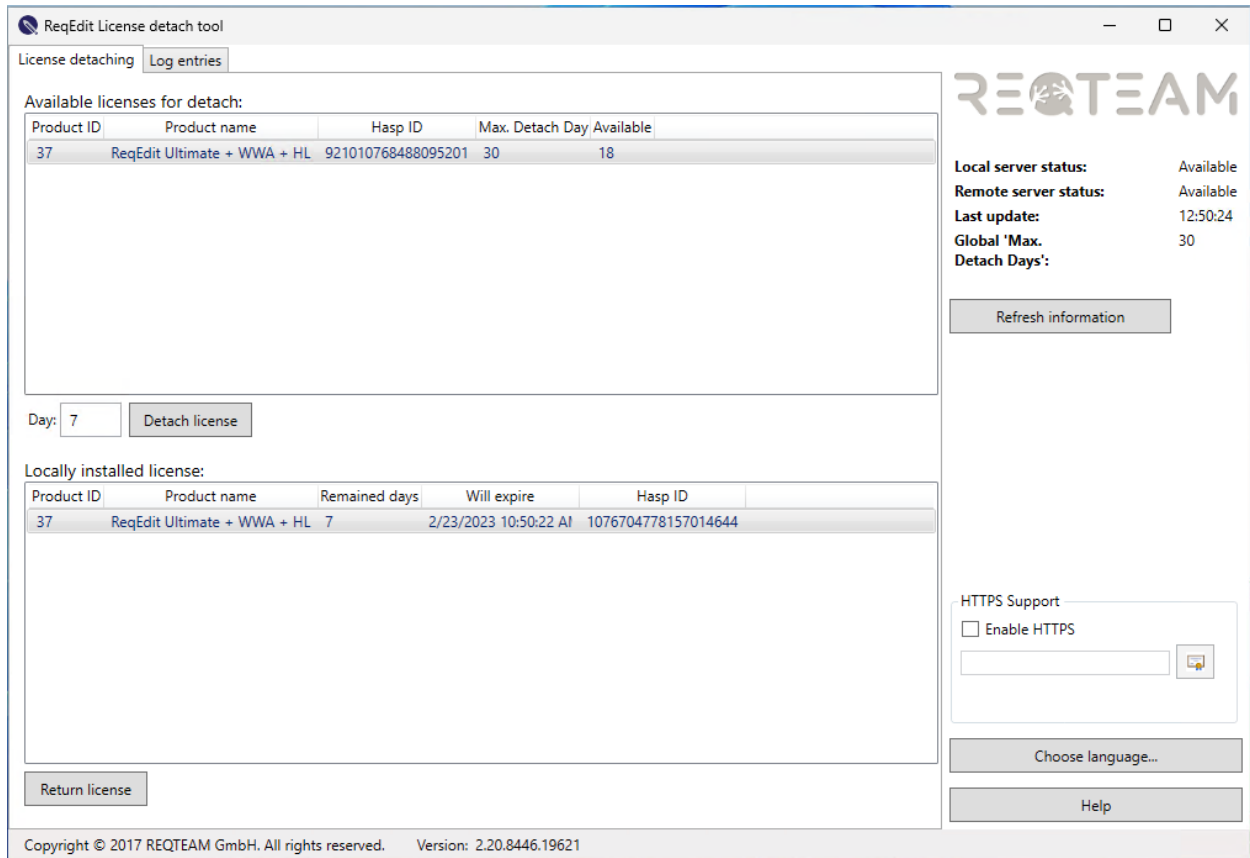 ReqEdit License detach tool
License detaching Log entries
REQTEAM
Available licenses for detach:
Product ID Product name Hasp ID Max. Detach Day Available
37 ReqEdit Ultimate + WWA + HL 921010768488095201 30 18
Local server status: Available
Remote server status: Available
Last update: 12:50:24
Global 'Max. 30
Detach Days':
Refresh information
Day: 7 Detach license
Locally installed license:
Product ID Product name Remained days Will expire Hasp ID
37 ReqEdit Ultimate + WWA + HL 7 2/23/2023 10:50:22 AM 1076704778157014644
HTTPS Support
Enable HTTPS
Choose language...
Return license
Help
Copyright © 2017 REQTEAM GmbH. All rights reserved. Version: 2.20.8446.19621